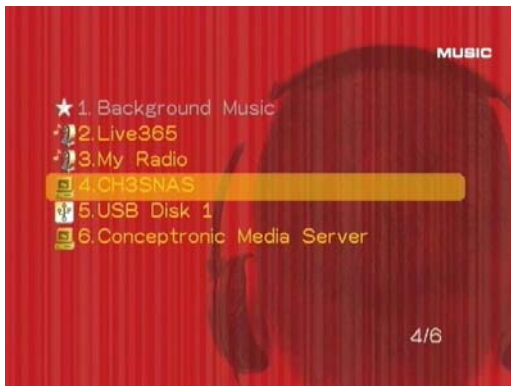 MUSIC
1. Background Music
2.Live365
3.My Radio
4.CH3SNAS
5.USB Disk 1
6.Conceptronic Media Server
4/6